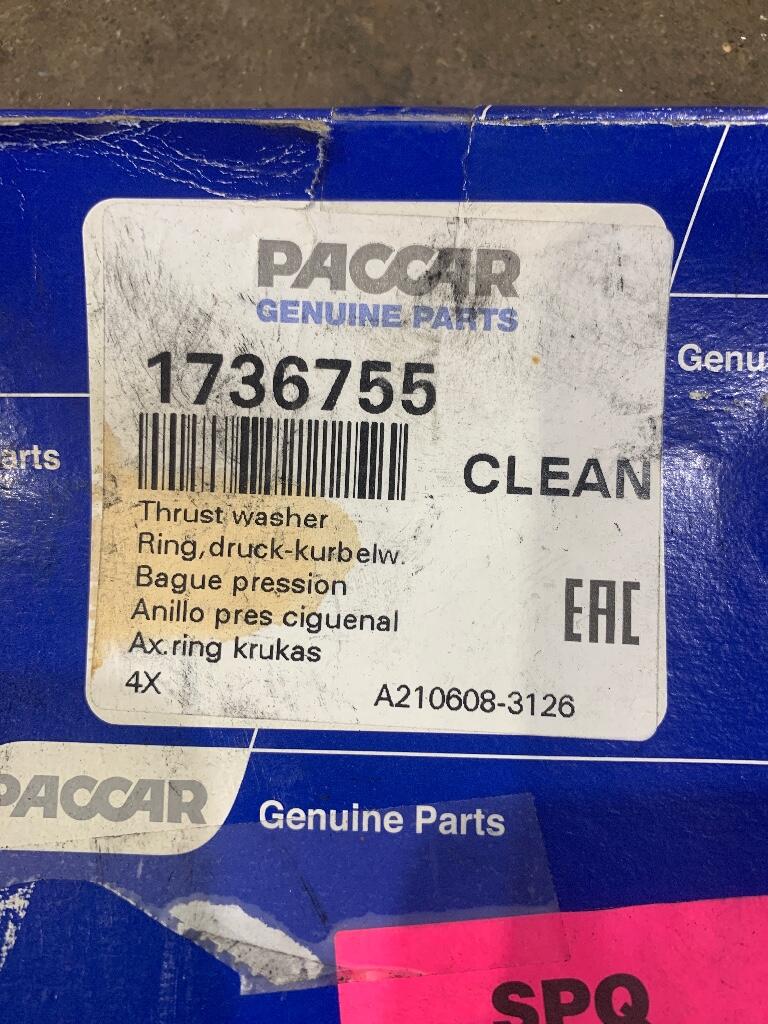 PACCAR
GENUINE PARTS
1736755
Genu
arts
CLEAN
Thrust washer
Ring,druck-kurbelw.
Bague pression
Anillo pres ciguenal
Ax.ring krukas
EAC
4X
A210608-3126
PACCAR
Genuine Parts
SPQ